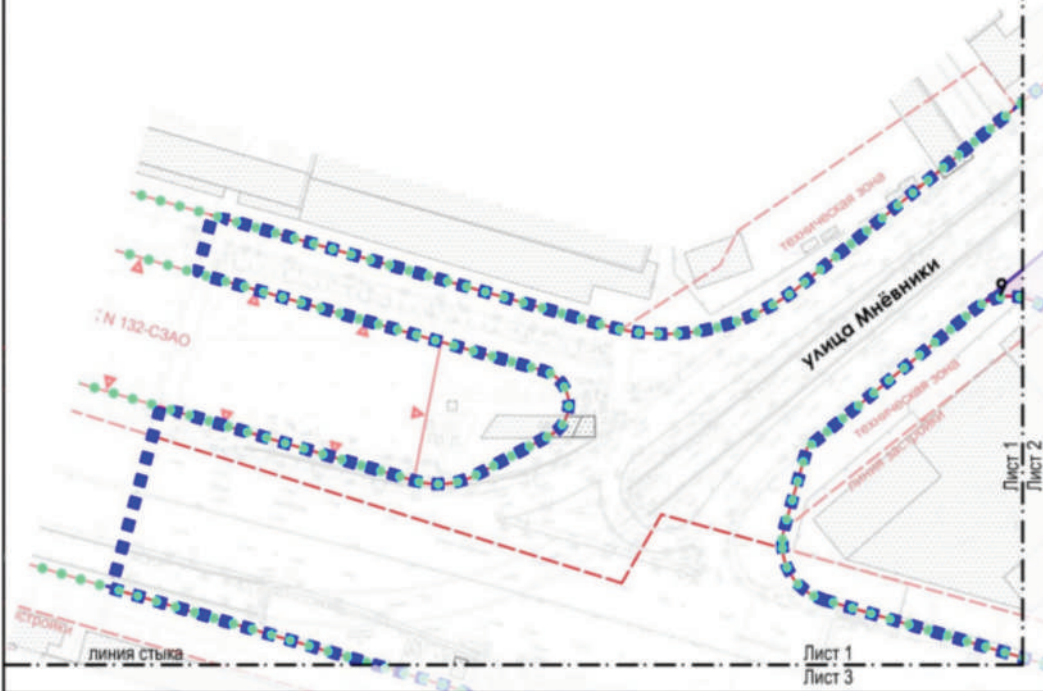 техническая зона
улица Мнёвники
N 132-СЗАО
техническая зона
линия застройки
Лист 1
Лист 2
линия стыка
Лист 1
Лист 3